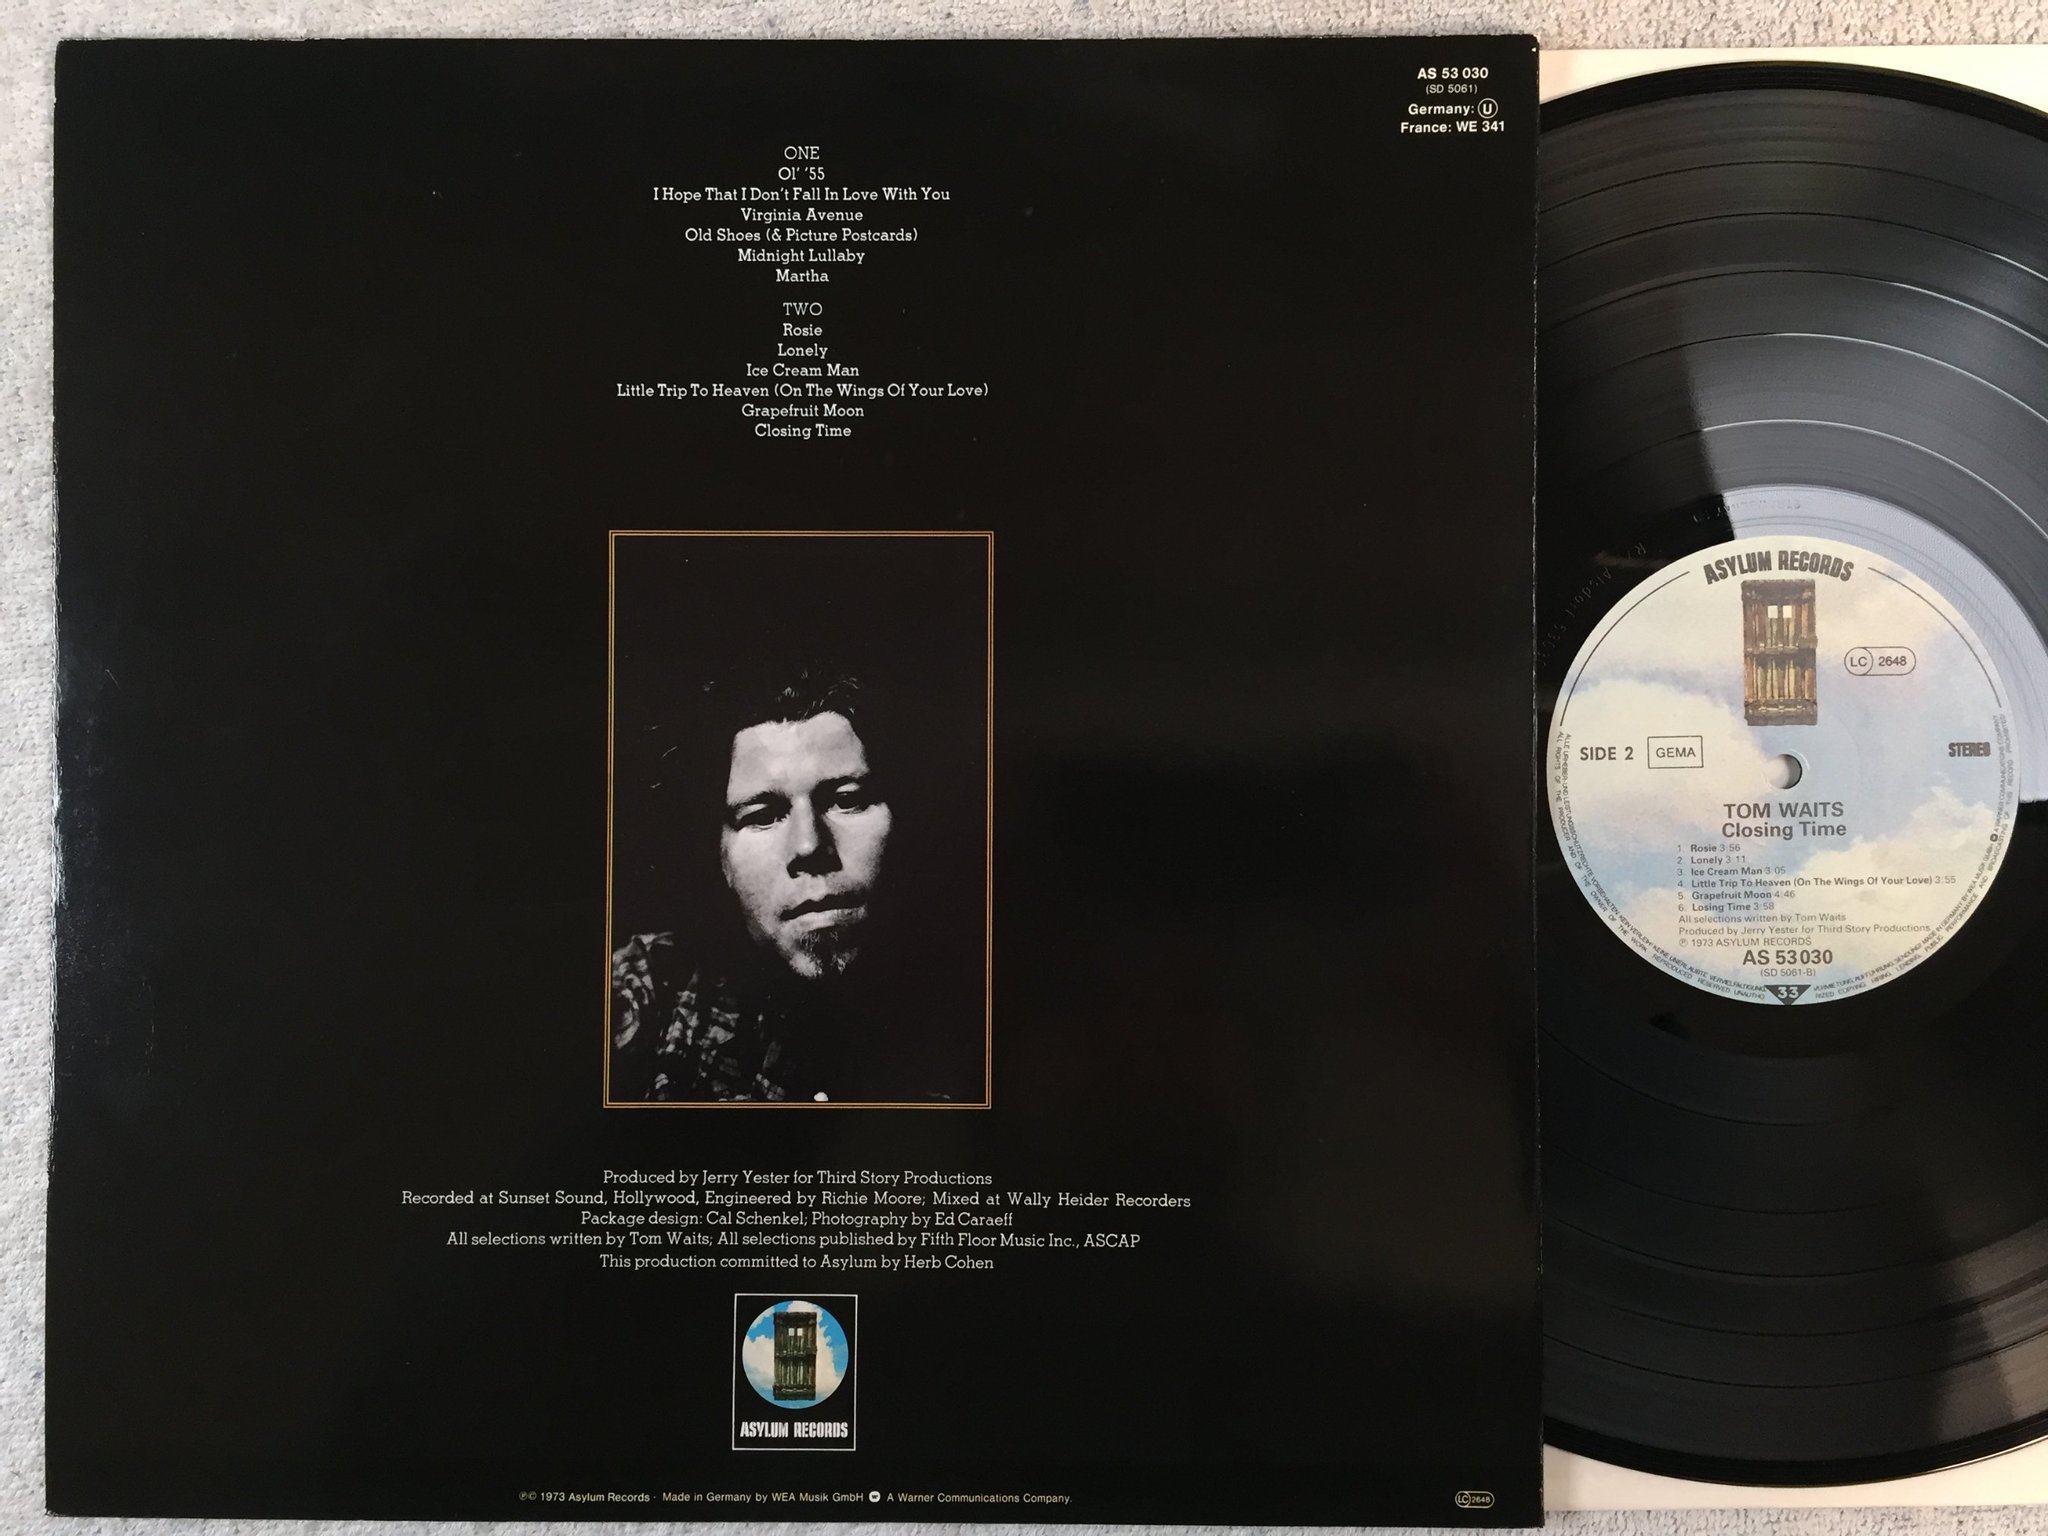 AS 53 030
(SD 5061)
Germany: U
France: WE 341
ONE
Ol' '55
I Hope That I Don't Fall In Love With You
Virginia Avenue
Old Shoes (& Picture Postcards)
Midnight Lullaby
Martha
TWO
Rosie
Lonely
Ice Cream Man
Little Trip To Heaven (On The Wings Of Your Love)
Grapefruit Moon
Closing Time
Produced by Jerry Yester for Third Story Productions
Recorded at Sunset Sound, Hollywood, Engineered by Richie Moore; Mixed at Wally Heider Recorders
Package design: Cal Schenkel; Photography by Ed Caraeff
All selections written by Tom Waits; All selections published by Fifth Floor Music Inc., ASCAP
This production committed to Asylum by Herb Cohen
ASYLUM RECORDS
℗© 1973 Asylum Records · Made in Germany by WEA Musik GmbH A Warner Communications Company.
LC 2648
ASYLUM RECORDS
LC 2648
SIDE 2 GEMA
STEREO
TOM WAITS
Closing Time
1. Rosie 3:56
2. Lonely 3:11
3. Ice Cream Man 3:05
4. Little Trip To Heaven (On The Wings Of Your Love) 3:55
5. Grapefruit Moon 4:46
6. Losing Time 3:58
All selections written by Tom Waits
Produced by Jerry Yester for Third Story Productions
℗ 1973 ASYLUM RECORDS
AS 53030
(SD 5061-B)
33